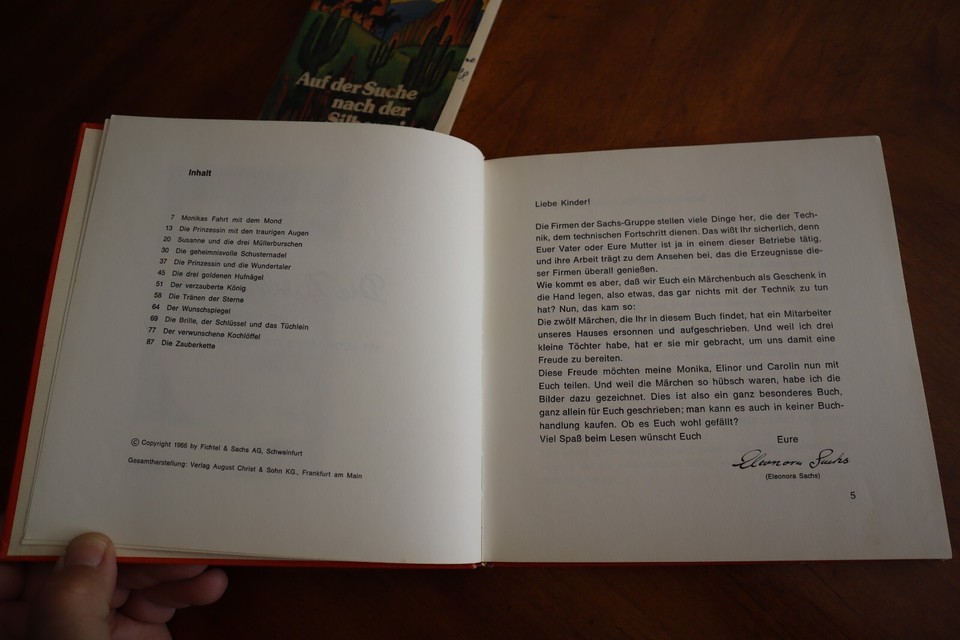 Auf der Suche
nach der
Inhalt
7 Monikas Fahrt mit dem Mond
13 Die Prinzessin mit den traurigen Augen
20 Susanne und die drei Müllerburschen
30 Die geheimnisvolle Schusternadel
37 Die Prinzessin und die Wundertaler
45 Die drei goldenen Hufnägel
51 Der verzauberte König
58 Die Tränen der Sterne
64 Der Wunschspiegel
69 Die Brille, der Schlüssel und das Tüchlein
77 Der verwunschene Kochlöffel
87 Die Zauberkette
© Copyright 1966 by Fichtel & Sachs AG, Schweinfurt
Gesamtherstellung: Verlag August Christ & Sohn KG., Frankfurt am Main
Liebe Kinder!
Die Firmen der Sachs-Gruppe stellen viele Dinge her, die der Tech-
nik, dem technischen Fortschritt dienen. Das wißt Ihr sicherlich, denn
Euer Vater oder Eure Mutter ist ja in einem dieser Betriebe tätig,
und ihre Arbeit trägt zu dem Ansehen bei, das die Erzeugnisse die-
ser Firmen überall genießen.
Wie kommt es aber, daß wir Euch ein Märchenbuch als Geschenk in
die Hand legen, also etwas, das gar nichts mit der Technik zu tun
hat? Nun, das kam so:
Die zwölf Märchen, die Ihr in diesem Buch findet, hat ein Mitarbeiter
unseres Hauses ersonnen und aufgeschrieben. Und weil ich drei
kleine Töchter habe, hat er sie mir gebracht, um uns damit eine
Freude zu bereiten.
Diese Freude möchten meine Monika, Elinor und Carolin nun mit
Euch teilen. Und weil die Märchen so hübsch waren, habe ich die
Bilder dazu gezeichnet. Dies ist also ein ganz besonderes Buch,
ganz allein für Euch geschrieben; man kann es auch in keiner Buch-
handlung kaufen. Ob es Euch wohl gefällt?
Viel Spaß beim Lesen wünscht Euch Eure
Eleonora Sachs
(Eleonora Sachs)
5